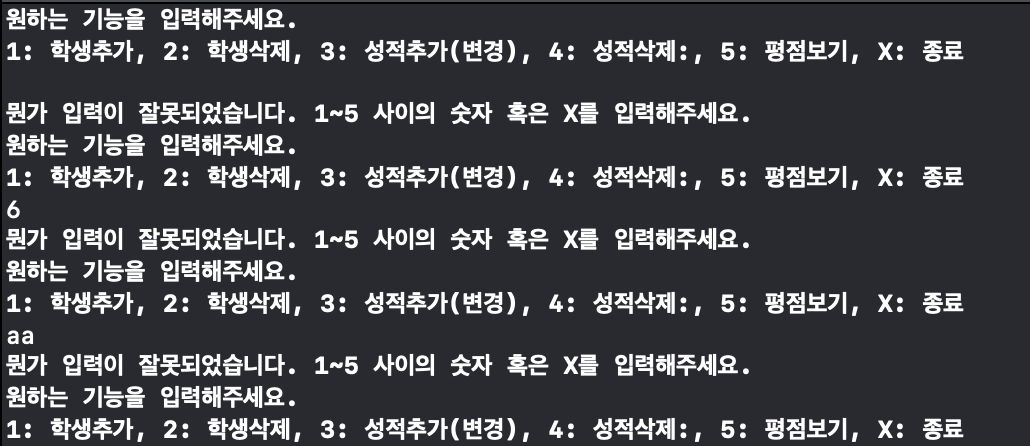 원하는 기능을 입력해주세요.
1: 학생추가, 2: 학생삭제, 3: 성적추가(변경), 4: 성적삭제:, 5: 평점보기, X: 종료
뭔가 입력이 잘못되었습니다. 1~5 사이의 숫자 혹은 X를 입력해주세요.
원하는 기능을 입력해주세요.
1: 학생추가, 2: 학생삭제, 3: 성적추가(변경), 4: 성적삭제:, 5: 평점보기, X: 종료
6
뭔가 입력이 잘못되었습니다. 1~5 사이의 숫자 혹은 X를 입력해주세요.
원하는 기능을 입력해주세요.
1: 학생추가, 2: 학생삭제, 3: 성적추가(변경), 4: 성적삭제:, 5: 평점보기, X: 종료
aa
뭔가 입력이 잘못되었습니다. 1~5 사이의 숫자 혹은 X를 입력해주세요.
원하는 기능을 입력해주세요.
1: 학생추가, 2: 학생삭제, 3: 성적추가(변경), 4: 성적삭제:, 5: 평점보기, X: 종료